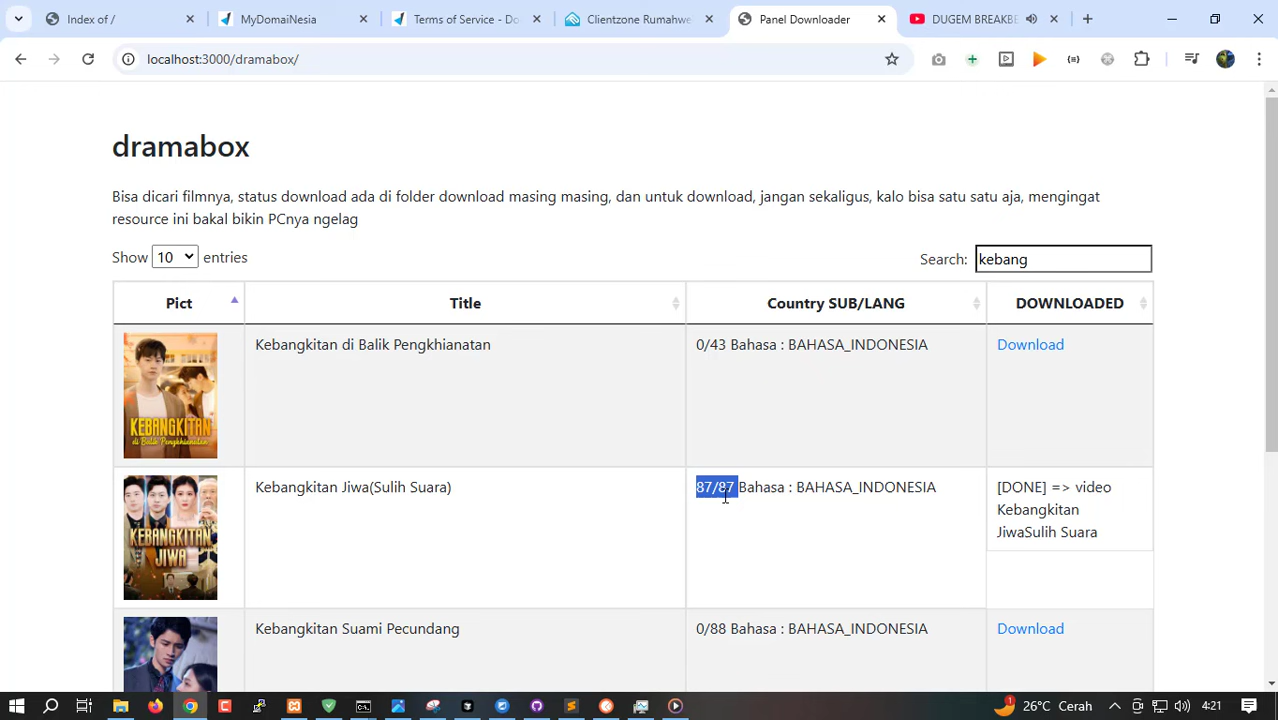 Index of /
MyDomaiNesia
Terms of Service - Do
Clientzone Rumahwe
Panel Downloader
DUGEM BREAKBE
localhost:3000/dramabox/
dramabox
Bisa dicari filmnya, status download ada di folder download masing masing, dan untuk download, jangan sekaligus, kalo bisa satu satu aja, mengingat
resource ini bakal bikin PCnya ngelag
Show 10 entries
Search: kebang
Pict Title Country SUB/LANG DOWNLOADED
Kebangkitan di Balik Pengkhianatan 0/43 Bahasa : BAHASA_INDONESIA Download
KEBANGKITAN
di Balik Pengkhianatan
Kebangkitan Jiwa(Sulih Suara) 87/87 Bahasa : BAHASA_INDONESIA [DONE] => video
Kebangkitan
JiwaSulih Suara
KEBANGKITAN
JIWA
Kebangkitan Suami Pecundang 0/88 Bahasa : BAHASA_INDONESIA Download
1
26°C Cerah
4:21